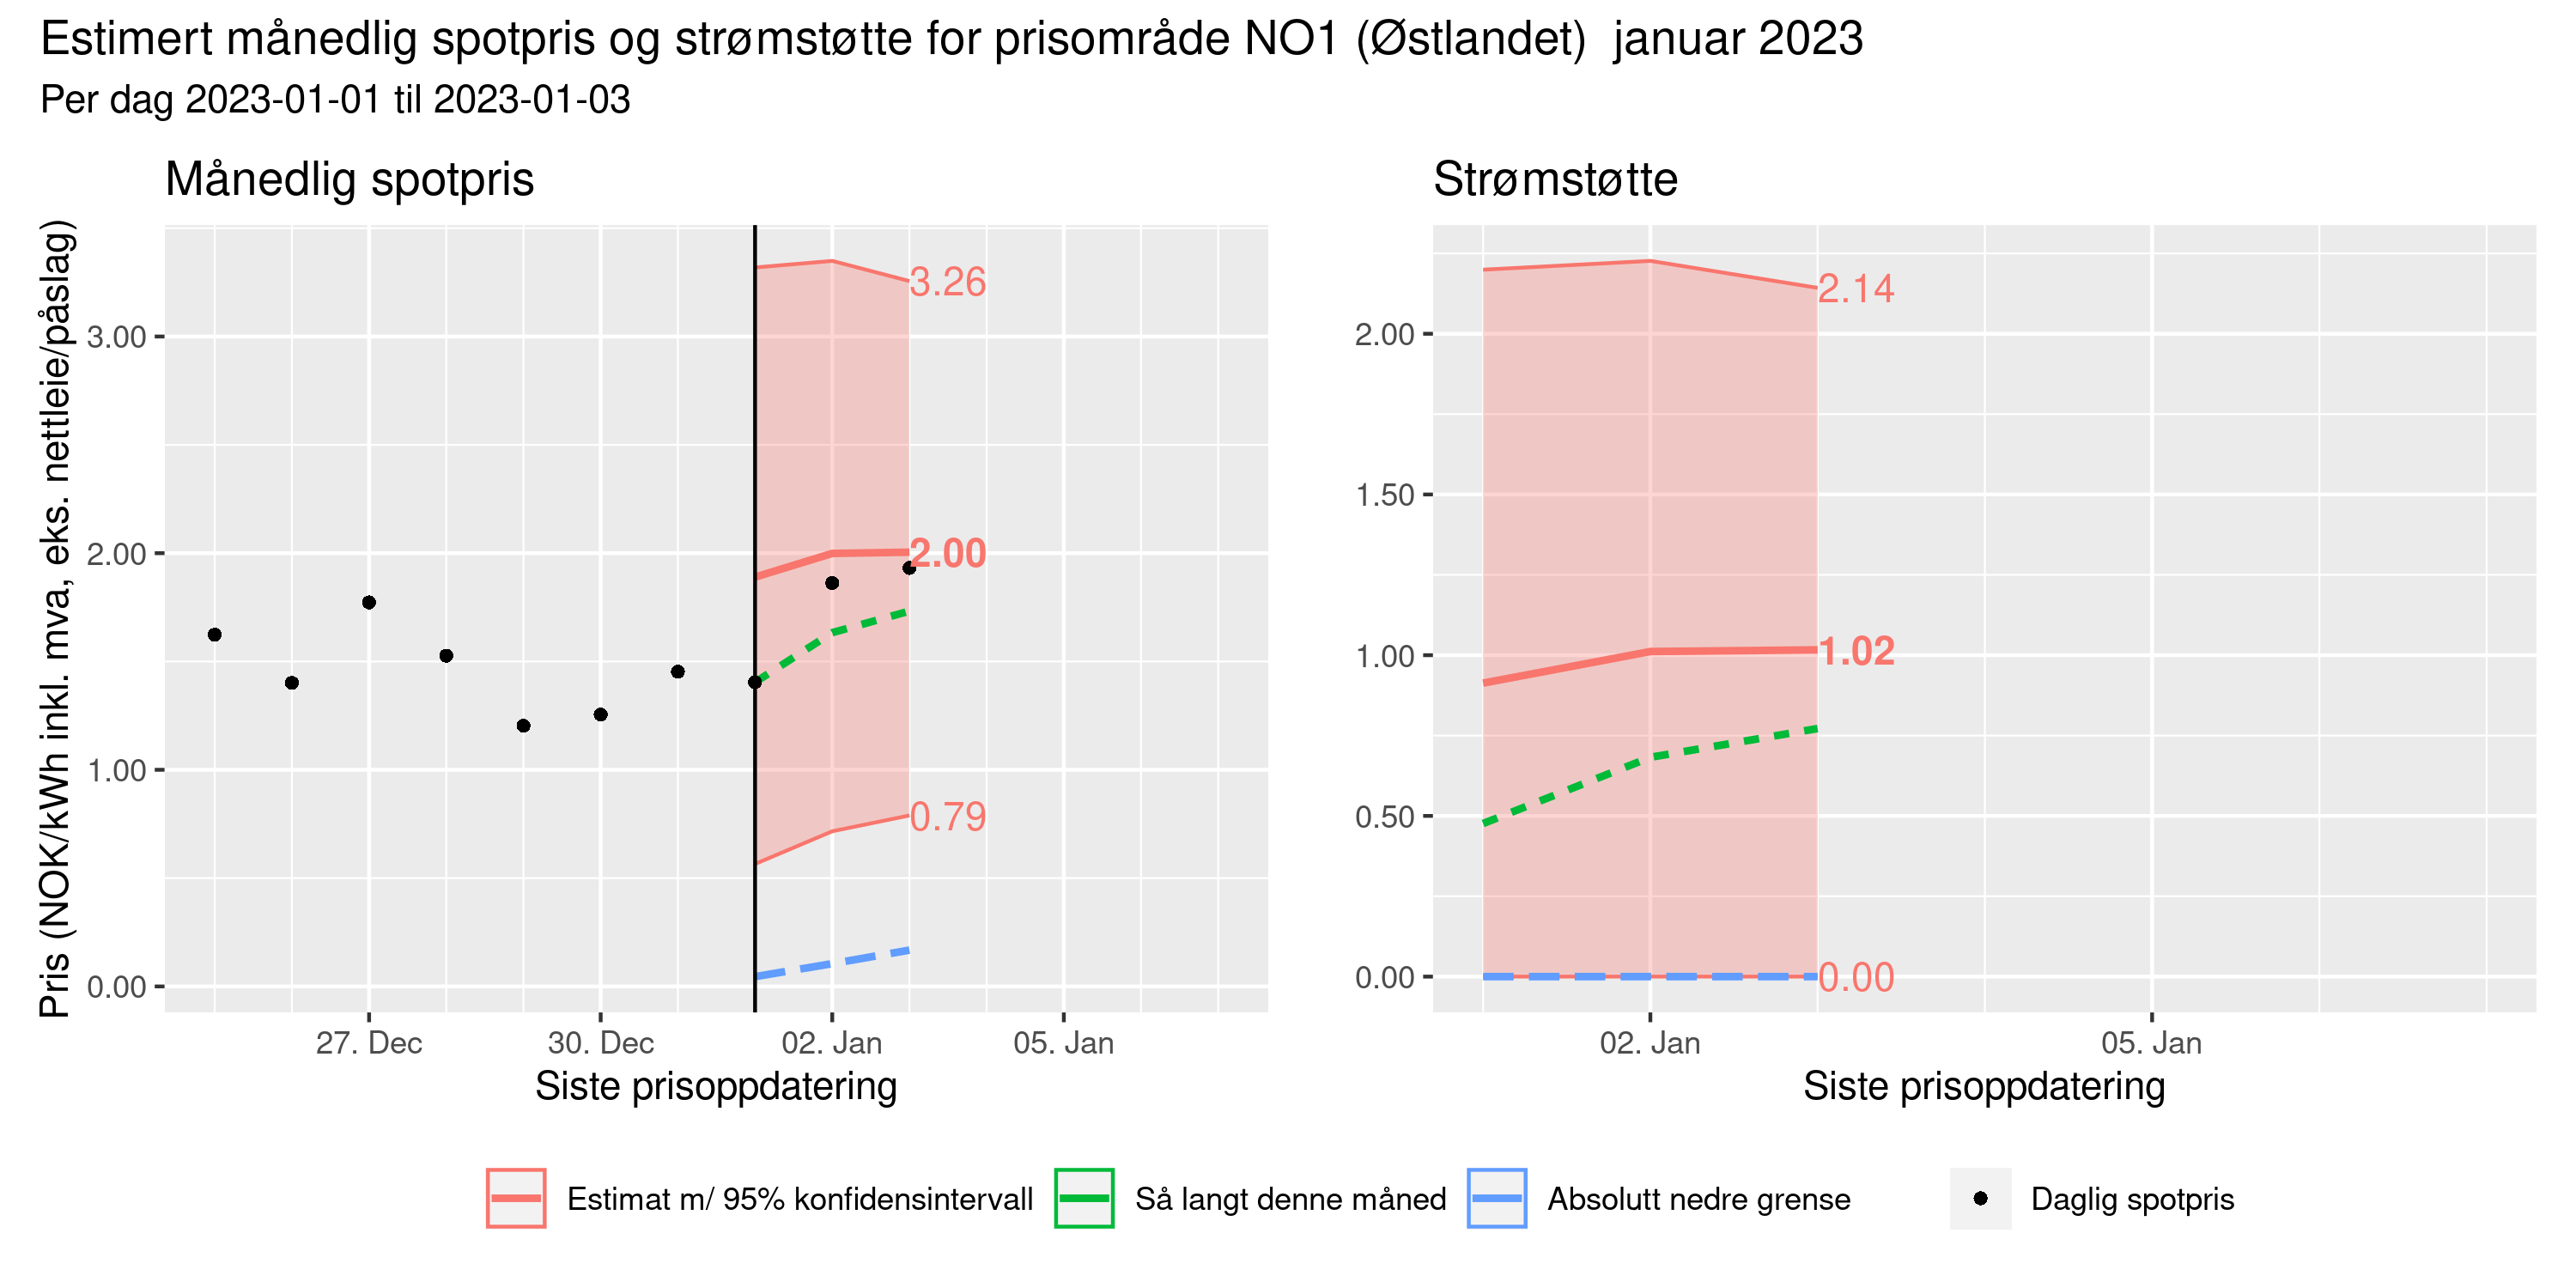 Estimert månedlig spotpris og strømstøtte for prisområde NO1 (Østlandet)  januar 2023
Per dag 2023-01-01 til 2023-01-03
Månedlig spotpris
Pris (NOK/kWh inkl. mva, eks. nettleie/påslag)
3.00
2.00
1.00
0.00
3.26
2.00
0.79
27. Dec
30. Dec
02. Jan
05. Jan
Siste prisoppdatering
Strømstøtte
2.00
1.50
1.00
0.50
0.00
2.14
1.02
0.00
02. Jan
05. Jan
Siste prisoppdatering
Estimat m/ 95% konfidensintervall
Så langt denne måned
Absolutt nedre grense
Daglig spotpris